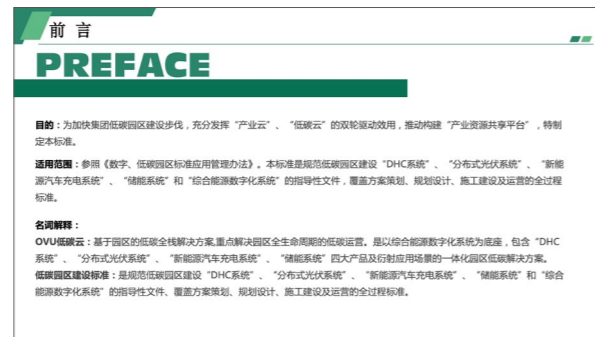 前 言
PREFACE
目的：为加快集团低碳园区建设步伐，充分发挥“产业云”、“低碳云”的双轮驱动效用，推动构建“产业资源共享平台”，特制
定本标准。
适用范围：参照《数字、低碳园区标准应用管理办法》。本标准是规范低碳园区建设“DHC系统”、“分布式光伏系统”、“新能
源汽车充电系统”、“储能系统”和“综合能源数字化系统”的指导性文件，覆盖方案策划、规划设计、施工建设及运营的全过程
标准。
名词解释：
OVU低碳云：基于园区的低碳全栈解决方案,重点解决园区全生命周期的低碳运营。是以综合能源数字化系统为底座，包含“DHC
系统”、“分布式光伏系统”、“新能源汽车充电系统”、“储能系统”四大产品及衍射应用场景的一体化园区低碳解决方案。
低碳园区建设标准：是规范低碳园区建设“DHC系统”、“分布式光伏系统”、“新能源汽车充电系统”、“储能系统”和“综合
能源数字化系统”的指导性文件、覆盖方案策划、规划设计、施工建设及运营的全过程标准。